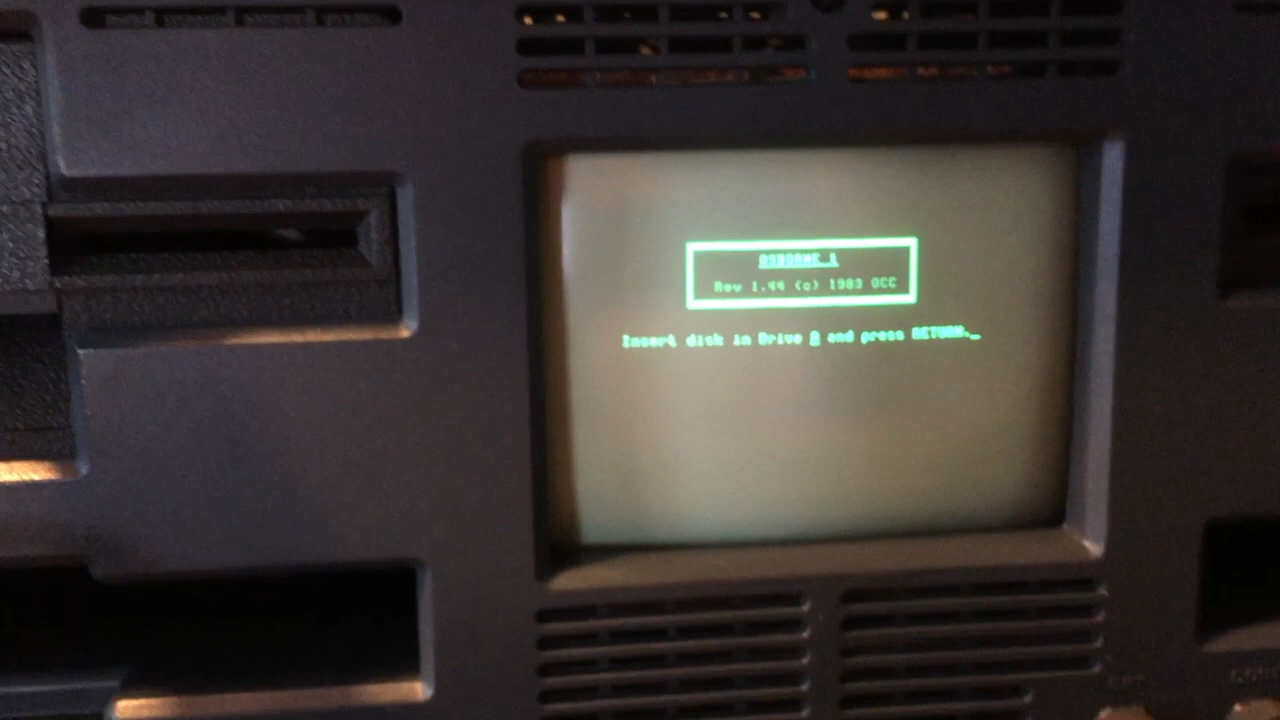 OSBORNE 1
Rev 1.44 (c) 1983 OCC
Insert disk in Drive A and press RETURN._